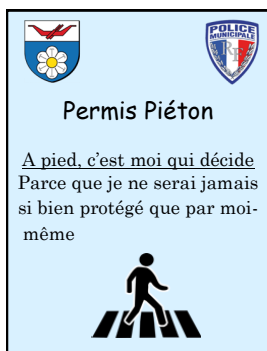 POLICE
MUNICIPALE
RF
Permis Piéton
A pied, c'est moi qui décide
Parce que je ne serai jamais
si bien protégé que par moi-
même